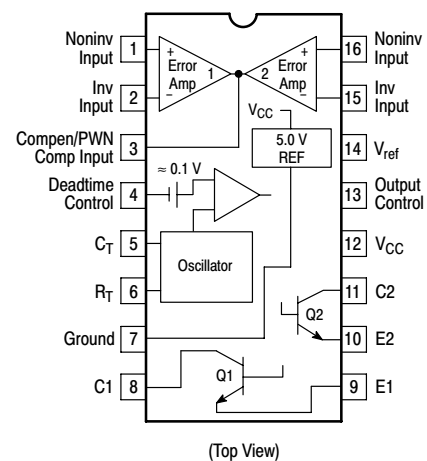 Noninv
Input
1
+
Error
Amp
1
-
2
Inv
Input
+
Error
Amp
2
-
16
Noninv
Input
15
Inv
Input
Compen/PWN
Comp Input
3
VCC
5.0 V
REF
14
Vref
≈ 0.1 V
Deadtime
Control
4
13
Output
Control
CT
5
Oscillator
12
VCC
RT
6
11
C2
Q2
Ground
7
10
E2
C1
8
Q1
9
E1
(Top View)